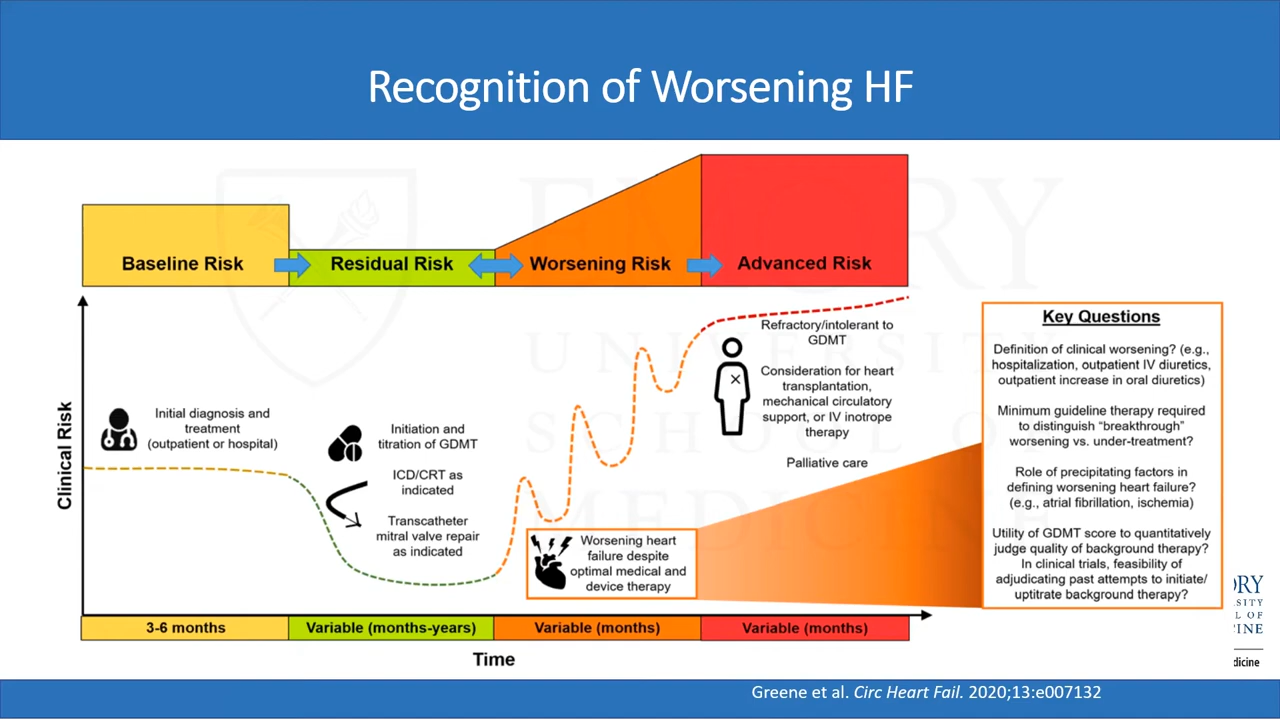 Recognition of Worsening HF
Baseline Risk
Residual Risk
Worsening Risk
Advanced Risk
Clinical Risk
Initial diagnosis and
treatment
(outpatient or hospital)
Initiation and
titration of GDMT
ICD/CRT as
indicated
Transcatheter
mitral valve repair
as indicated
Worsening heart
failure despite
optimal medical and
device therapy
Refractory/intolerant to
GDMT
Consideration for heart
transplantation,
mechanical circulatory
support, or IV inotrope
therapy
Palliative care
Key Questions
Definition of clinical worsening? (e.g.,
hospitalization, outpatient IV diuretics,
outpatient increase in oral diuretics)
Minimum guideline therapy required
to distinguish “breakthrough”
worsening vs. under-treatment?
Role of precipitating factors in
defining worsening heart failure?
(e.g., atrial fibrillation, ischemia)
Utility of GDMT score to quantitatively
judge quality of background therapy?
In clinical trials, feasibility of
adjudicating past attempts to initiate/
uptitrate background therapy?
3-6 months
Variable (months-years)
Variable (months)
Variable (months)
Time
EMORY
UNIVERSITY
SCHOOL OF
MEDICINE
Greene et al. Circ Heart Fail. 2020;13:e007132